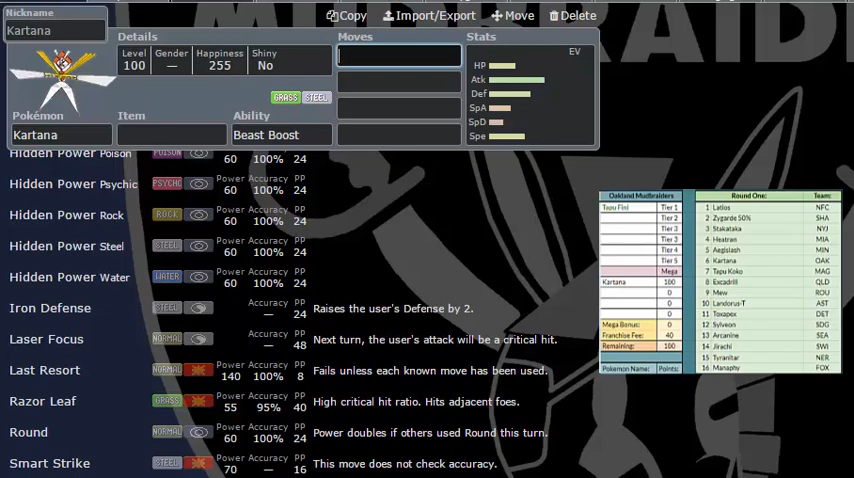 MUDBRAIDE
Nickname
Kartana
Copy Import/Export Move Delete
Details
Level Gender Happiness Shiny
100 — 255 No
GRASS STEEL
Pokémon Item Ability
Kartana Beast Boost
Moves
Stats
EV
HP
Atk
Def
SpA
SpD
Spe
Hidden Power Poison POISON Power 60 Accuracy 100% PP 24
Hidden Power Psychic PSYCHC Power 60 Accuracy 100% PP 24
Hidden Power Rock ROCK Power 60 Accuracy 100% PP 24
Hidden Power Steel STEEL Power 60 Accuracy 100% PP 24
Hidden Power Water WATER Power 60 Accuracy 100% PP 24
Iron Defense STEEL Accuracy — PP 24 Raises the user's Defense by 2.
Laser Focus NORMAL Accuracy — PP 48 Next turn, the user's attack will be a critical hit.
Last Resort NORMAL Power 140 Accuracy 100% PP 8 Fails unless each known move has been used.
Razor Leaf GRASS Power 55 Accuracy 95% PP 40 High critical hit ratio. Hits adjacent foes.
Round NORMAL Power 60 Accuracy 100% PP 24 Power doubles if others used Round this turn.
Smart Strike STEEL Power 70 Accuracy — PP 16 This move does not check accuracy.
Oakland Mudbraiders
Tapu Fini Tier 1
Tier 2
Tier 3
Tier 3
Tier 4
Tier 5
Mega
Kartana 100
0
0
0
Mega Bonus: 0
Franchise Fee: 40
Remaining: 100
Pokemon Name: Points:
Round One: Team:
1 Latios NFC
2 Zygarde 50% SHA
3 Stakataka NYJ
4 Heatran MIA
5 Aegislash MIN
6 Kartana OAK
7 Tapu Koko MAG
8 Excadrill QLD
9 Mew ROU
10 Landorus-T AST
11 Toxapex DET
12 Sylveon SDG
13 Arcanine SEA
14 Jirachi SWI
15 Tyranitar NER
16 Manaphy FOX